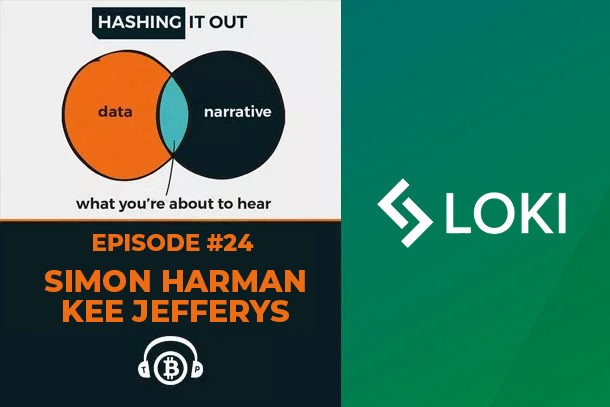 HASHING IT OUT
data
narrative
what you're about to hear
EPISODE #24
SIMON HARMAN
KEE JEFFERYS
T
₿
P
LOKI